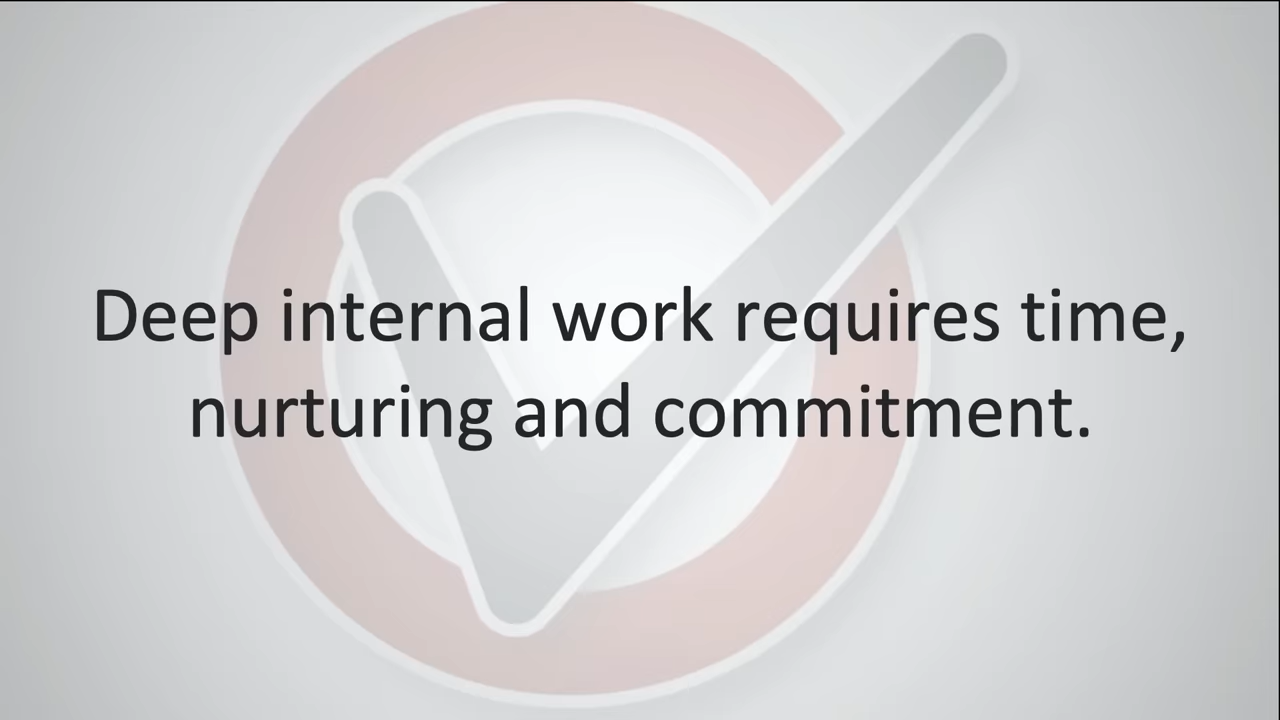 Deep internal work requires time,
nurturing and commitment.